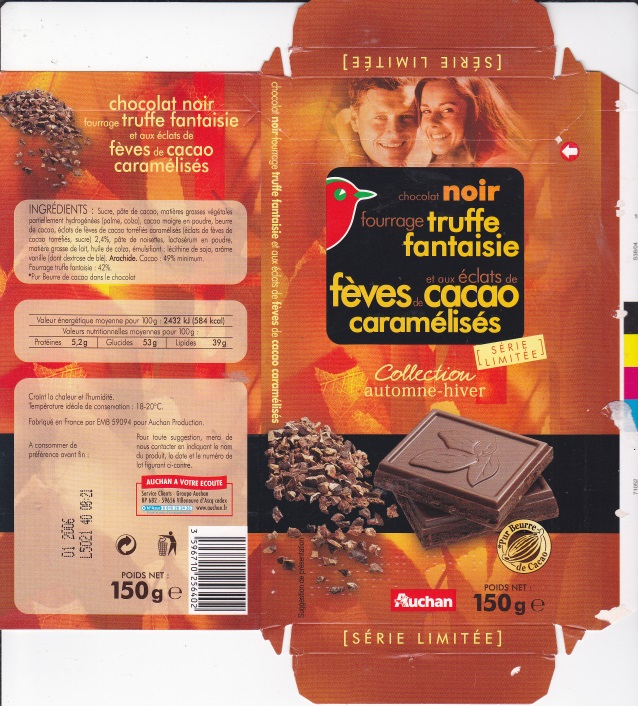 [SÉRIE LIMITÉE]
chocolat noir
fourrage truffe fantaisie
et aux éclats de
fèves de cacao
caramélisés
INGRÉDIENTS : Sucre, pâte de cacao, matières grasses végétales
partiellement hydrogénées (palme, colza), cacao maigre en poudre, beurre
de cacao, éclats de fèves de cacao torréfiés caramélisés (éclats de fèves de
cacao torréfiés, sucre) 2,4%, pâte de noisettes, lactosérum en poudre,
matière grasse de lait, huile de colza, émulsifiant : lécithine de soja, arôme
vanille (dont dextrose de blé). Arachide. Cacao : 49% minimum.
Fourrage truffe fantaisie : 42%.
*Pur Beurre de cacao dans le chocolat
Valeur énergétique moyenne pour 100g : 2432 kJ (584 kcal)
Valeurs nutritionnelles moyennes pour 100g :
Protéines 5,2g Glucides 53g Lipides 39g
Craint la chaleur et l'humidité.
Température idéale de conservation : 18-20°C.
Fabriqué en France par EMB 59094 pour Auchan Production.
A consommer de
préférence avant fin :
Pour toute suggestion, merci de
nous contacter en indiquant le nom
du produit, la date et le numéro de
lot figurant ci-contre.
AUCHAN A VOTRE ECOUTE
Service Clients - Groupe Auchan
BP 602 - 59656 Villeneuve d'Ascq cedex
www.auchan.fr
01 2006
L5021 40 08:21
POIDS NET :
150g e
3 596710 256402
chocolat noir fourrage truffe fantaisie et aux éclats de fèves de cacao caramélisés
chocolat noir
fourrage truffe
fantaisie
et aux éclats de
fèves de cacao
caramélisés
[SÉRIE
LIMITÉE]
Collection
automne-hiver
*Pur Beurre
de Cacao
Suggestion de présentation
Auchan
POIDS NET :
150g e
[SÉRIE LIMITÉE]
71052